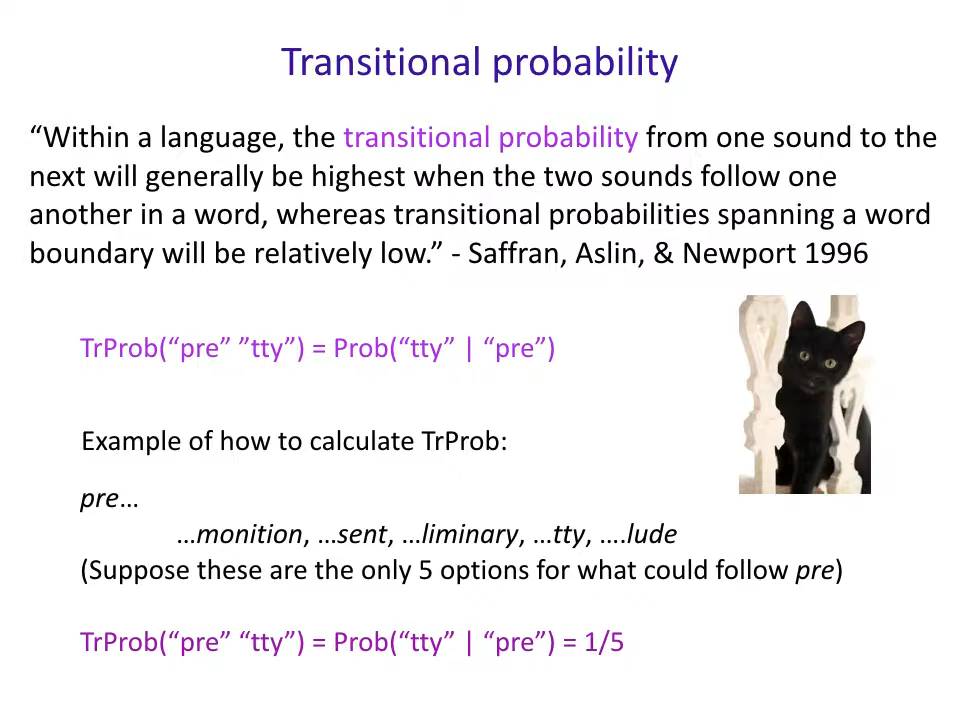 Transitional probability
“Within a language, the transitional probability from one sound to the
next will generally be highest when the two sounds follow one
another in a word, whereas transitional probabilities spanning a word
boundary will be relatively low.” - Saffran, Aslin, & Newport 1996
TrProb(“pre” ”tty”) = Prob(“tty” | “pre”)
Example of how to calculate TrProb:
pre…
…monition, …sent, …liminary, …tty, ….lude
(Suppose these are the only 5 options for what could follow pre)
TrProb(“pre” “tty”) = Prob(“tty” | “pre”) = 1/5